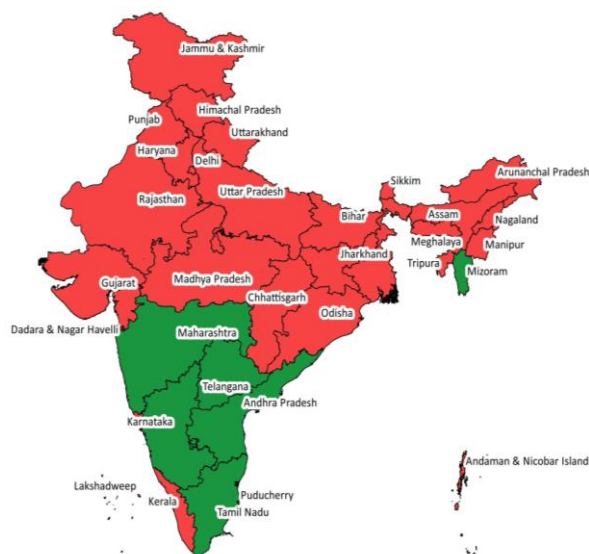 Jammu & Kashmir
Himachal Pradesh
Punjab
Uttarakhand
Haryana
Delhi
Arunanchal Pradesh
Sikkim
Rajasthan
Uttar Pradesh
Bihar
Assam
Nagaland
Meghalaya
Manipur
Jharkhand
Tripura
Mizoram
Gujarat
Madhya Pradesh
Chhattisgarh
Odisha
Dadara & Nagar Havelli
Maharashtra
Telangana
Andhra Pradesh
Karnataka
Andaman & Nicobar Island
Lakshadweep
Kerala
Puducherry
Tamil Nadu